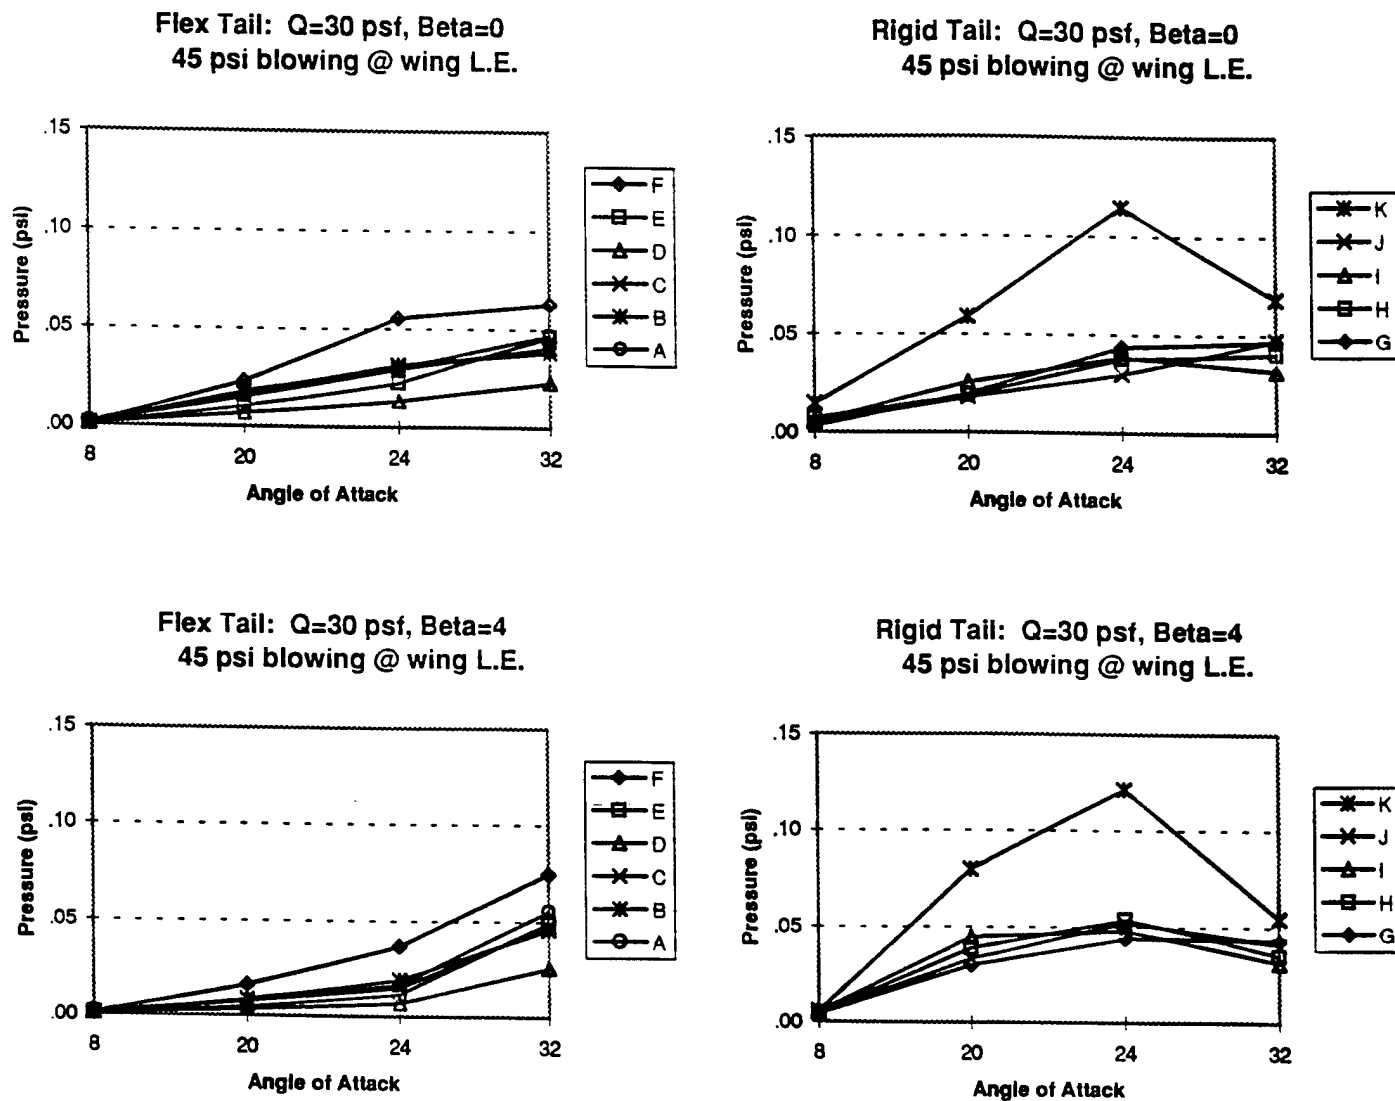 Flex Tail: Q=30 psf, Beta=0
45 psi blowing @ wing L.E.
.15
.10
.05
.00
Pressure (psi)
8
20
24
32
Angle of Attack
F
E
D
C
B
A
Rigid Tail: Q=30 psf, Beta=0
45 psi blowing @ wing L.E.
.15
.10
.05
.00
Pressure (psi)
8
20
24
32
Angle of Attack
K
J
I
H
G
Flex Tail: Q=30 psf, Beta=4
45 psi blowing @ wing L.E.
.15
.10
.05
.00
Pressure (psi)
8
20
24
32
Angle of Attack
F
E
D
C
B
A
Rigid Tail: Q=30 psf, Beta=4
45 psi blowing @ wing L.E.
.15
.10
.05
.00
Pressure (psi)
8
20
24
32
Angle of Attack
K
J
I
H
G